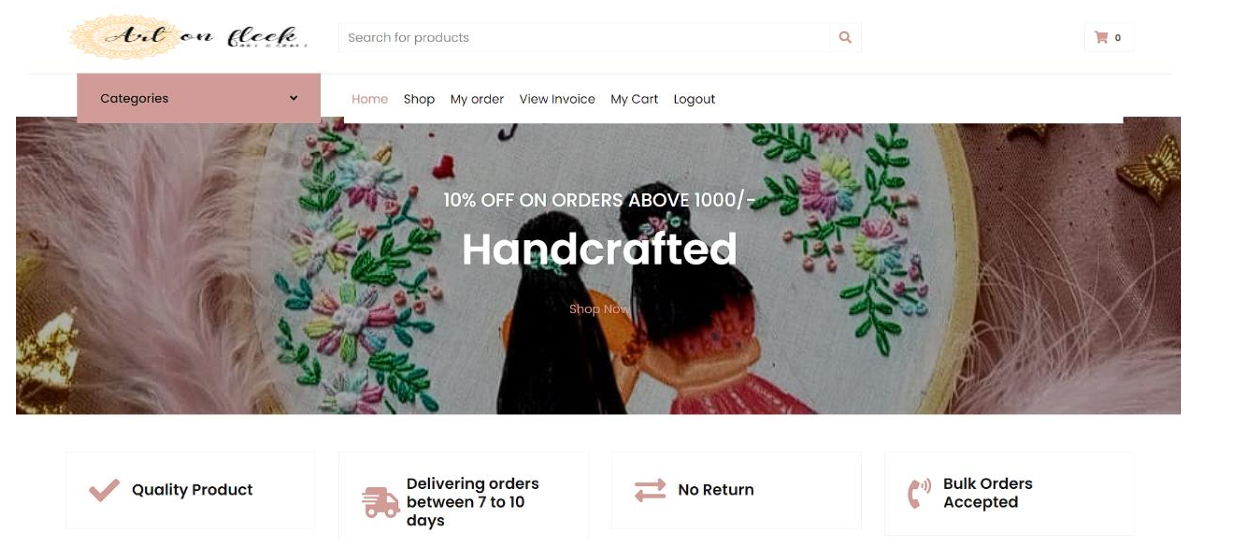 Art on fleek
Search for products
0
Categories
Home Shop My order View Invoice My Cart Logout
10% OFF ON ORDERS ABOVE 1000/-
Handcrafted
Shop Now
Quality Product
Delivering orders
between 7 to 10
days
No Return
Bulk Orders
Accepted